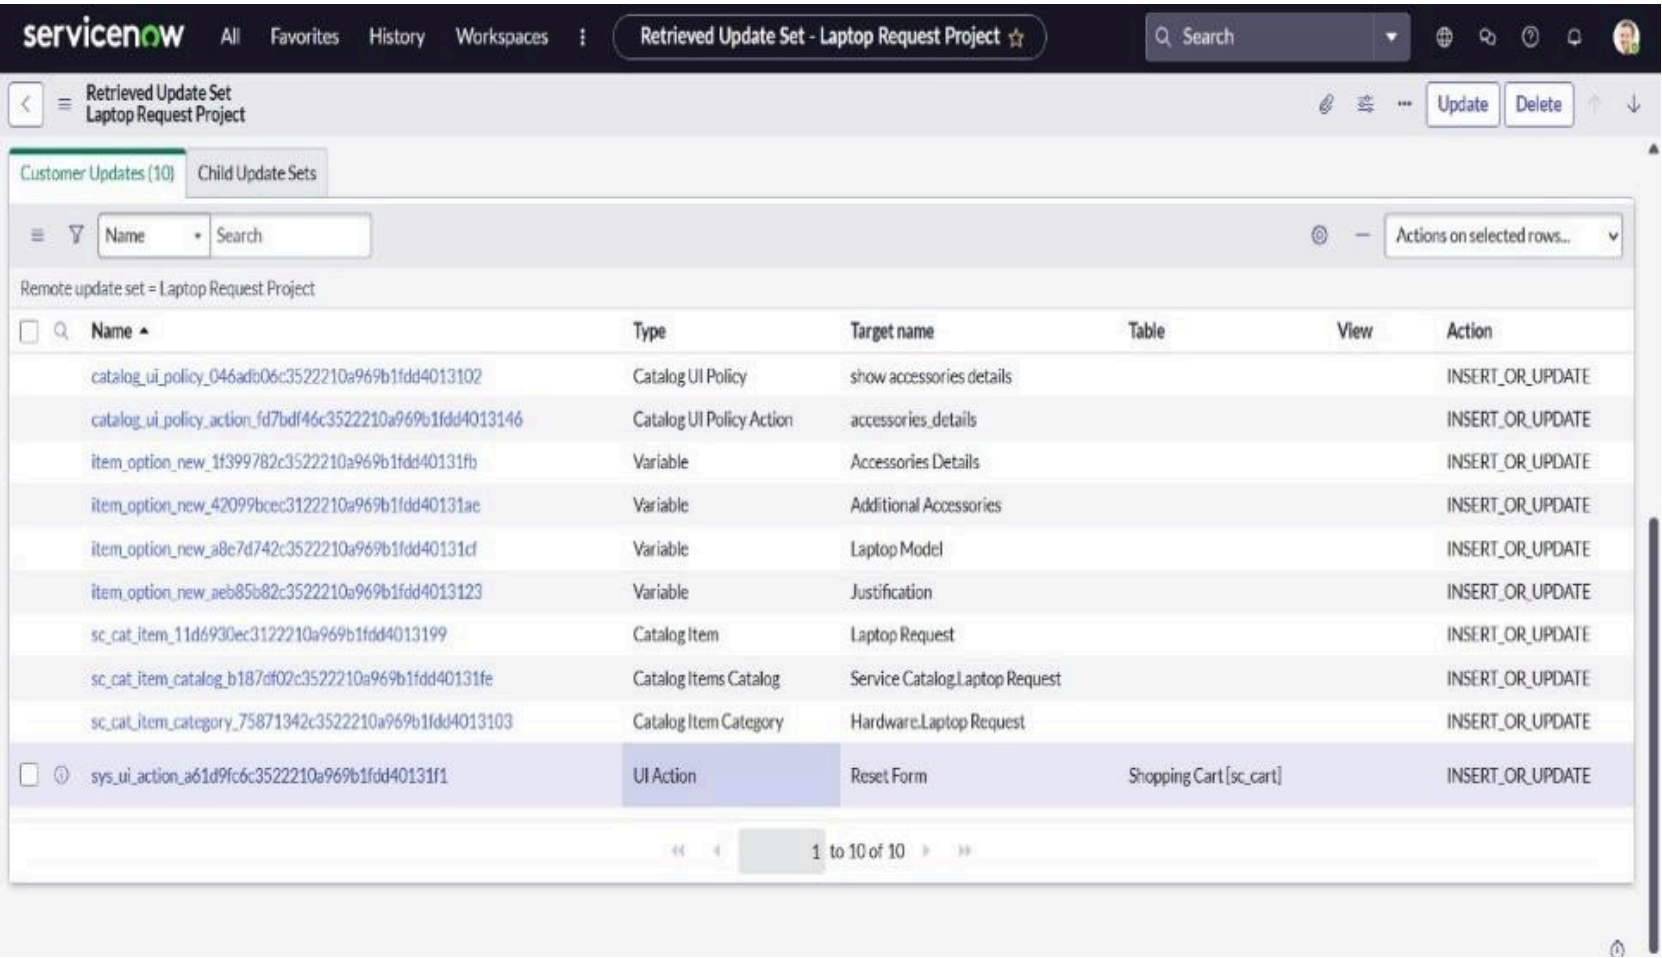 servicenow All Favorites History Workspaces Retrieved Update Set - Laptop Request Project Search
Retrieved Update Set
Laptop Request Project
Update Delete
Customer Updates (10) Child Update Sets
Name Search Actions on selected rows...
Remote update set = Laptop Request Project
Name Type Target name Table View Action
catalog_ui_policy_046adb06c3522210a969b1fdd4013102 Catalog UI Policy show accessories details INSERT_OR_UPDATE
catalog_ui_policy_action_fd7bdf46c3522210a969b1fdd4013146 Catalog UI Policy Action accessories_details INSERT_OR_UPDATE
item_option_new_1f399782c3522210a969b1fdd40131fb Variable Accessories Details INSERT_OR_UPDATE
item_option_new_42099bcec3122210a969b1fdd40131ae Variable Additional Accessories INSERT_OR_UPDATE
item_option_new_a8e7d742c3522210a969b1fdd40131cf Variable Laptop Model INSERT_OR_UPDATE
item_option_new_aeb85b82c3522210a969b1fdd4013123 Variable Justification INSERT_OR_UPDATE
sc_cat_item_11d6930ec3122210a969b1fdd4013199 Catalog Item Laptop Request INSERT_OR_UPDATE
sc_cat_item_catalog_b187df02c3522210a969b1fdd40131fe Catalog Items Catalog Service Catalog.Laptop Request INSERT_OR_UPDATE
sc_cat_item_category_75871342c3522210a969b1fdd4013103 Catalog Item Category Hardware.Laptop Request INSERT_OR_UPDATE
sys_ui_action_a61d9fc6c3522210a969b1fdd40131f1 UI Action Reset Form Shopping Cart [sc_cart] INSERT_OR_UPDATE
1 to 10 of 10